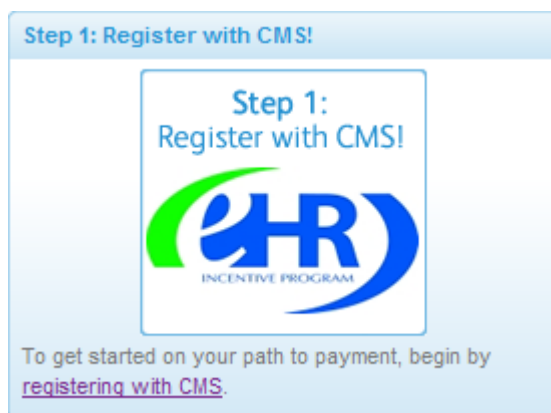 Step 1: Register with CMS!
Step 1:
Register with CMS!
eHR
INCENTIVE PROGRAM
To get started on your path to payment, begin by
registering with CMS.